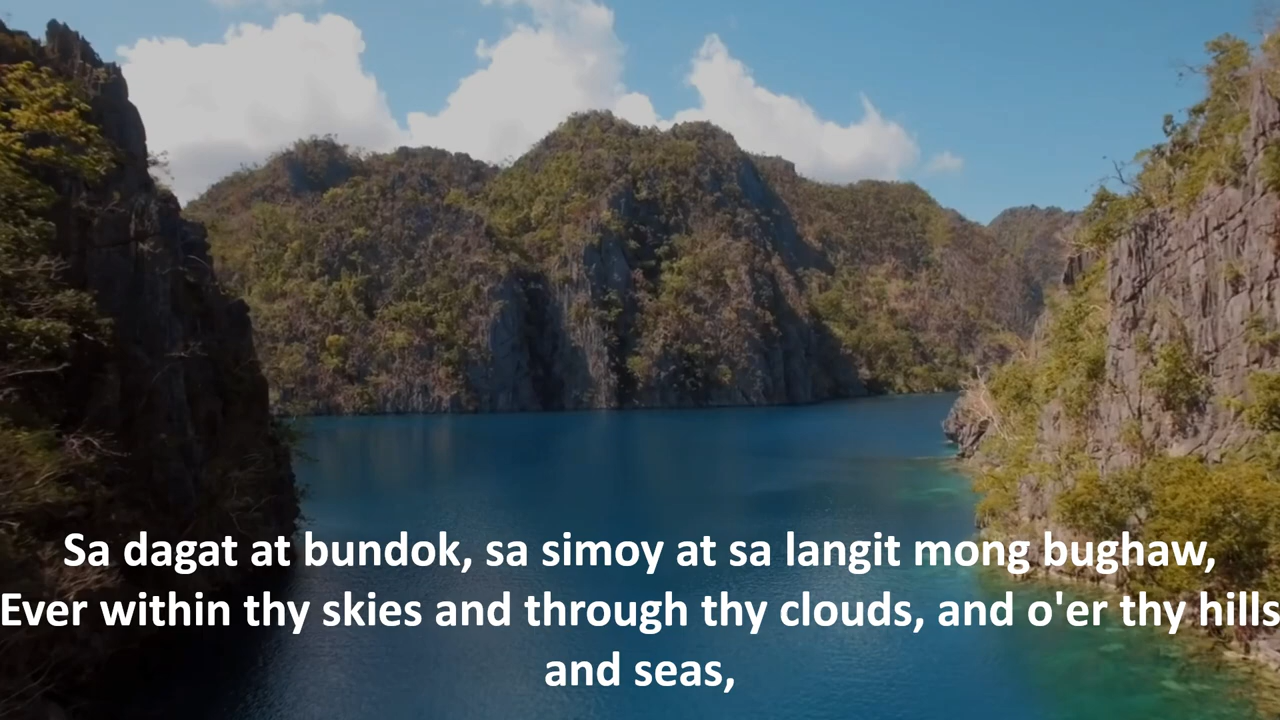 Sa dagat at bundok, sa simoy at sa langit mong bughaw,
Ever within thy skies and through thy clouds, and o'er thy hills
and seas,